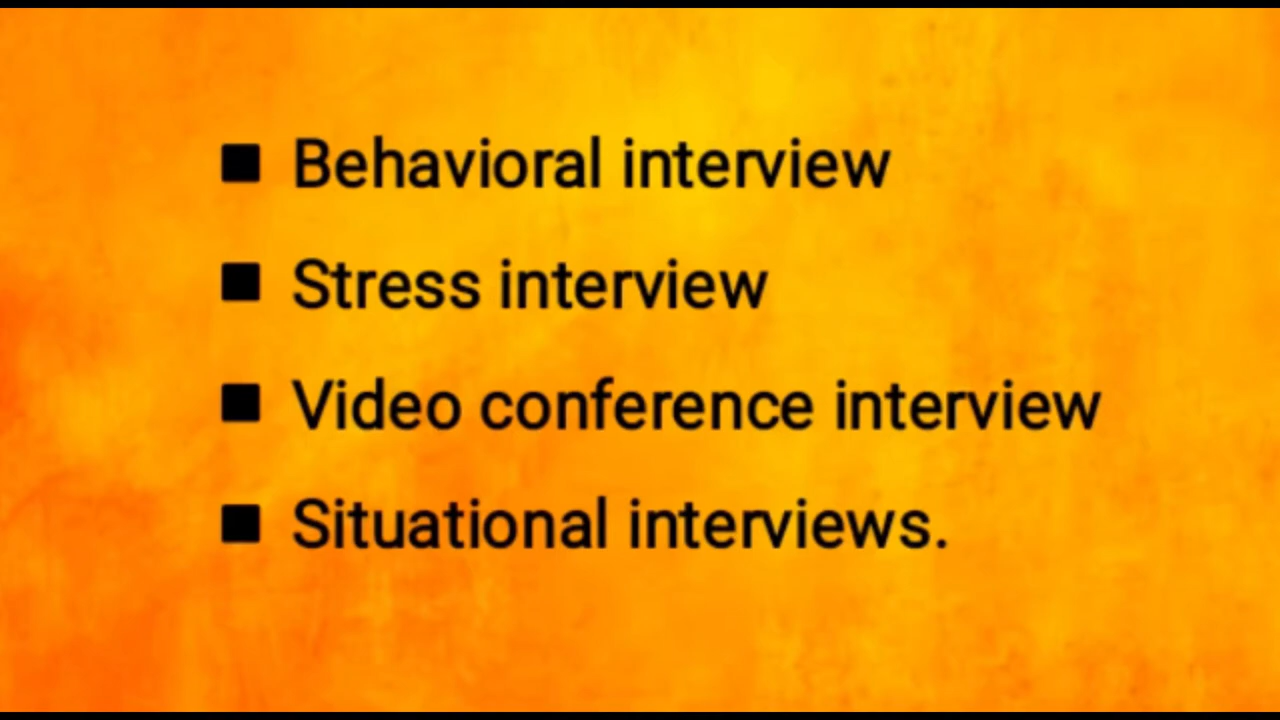 ■ Behavioral interview
■ Stress interview
■ Video conference interview
■ Situational interviews.